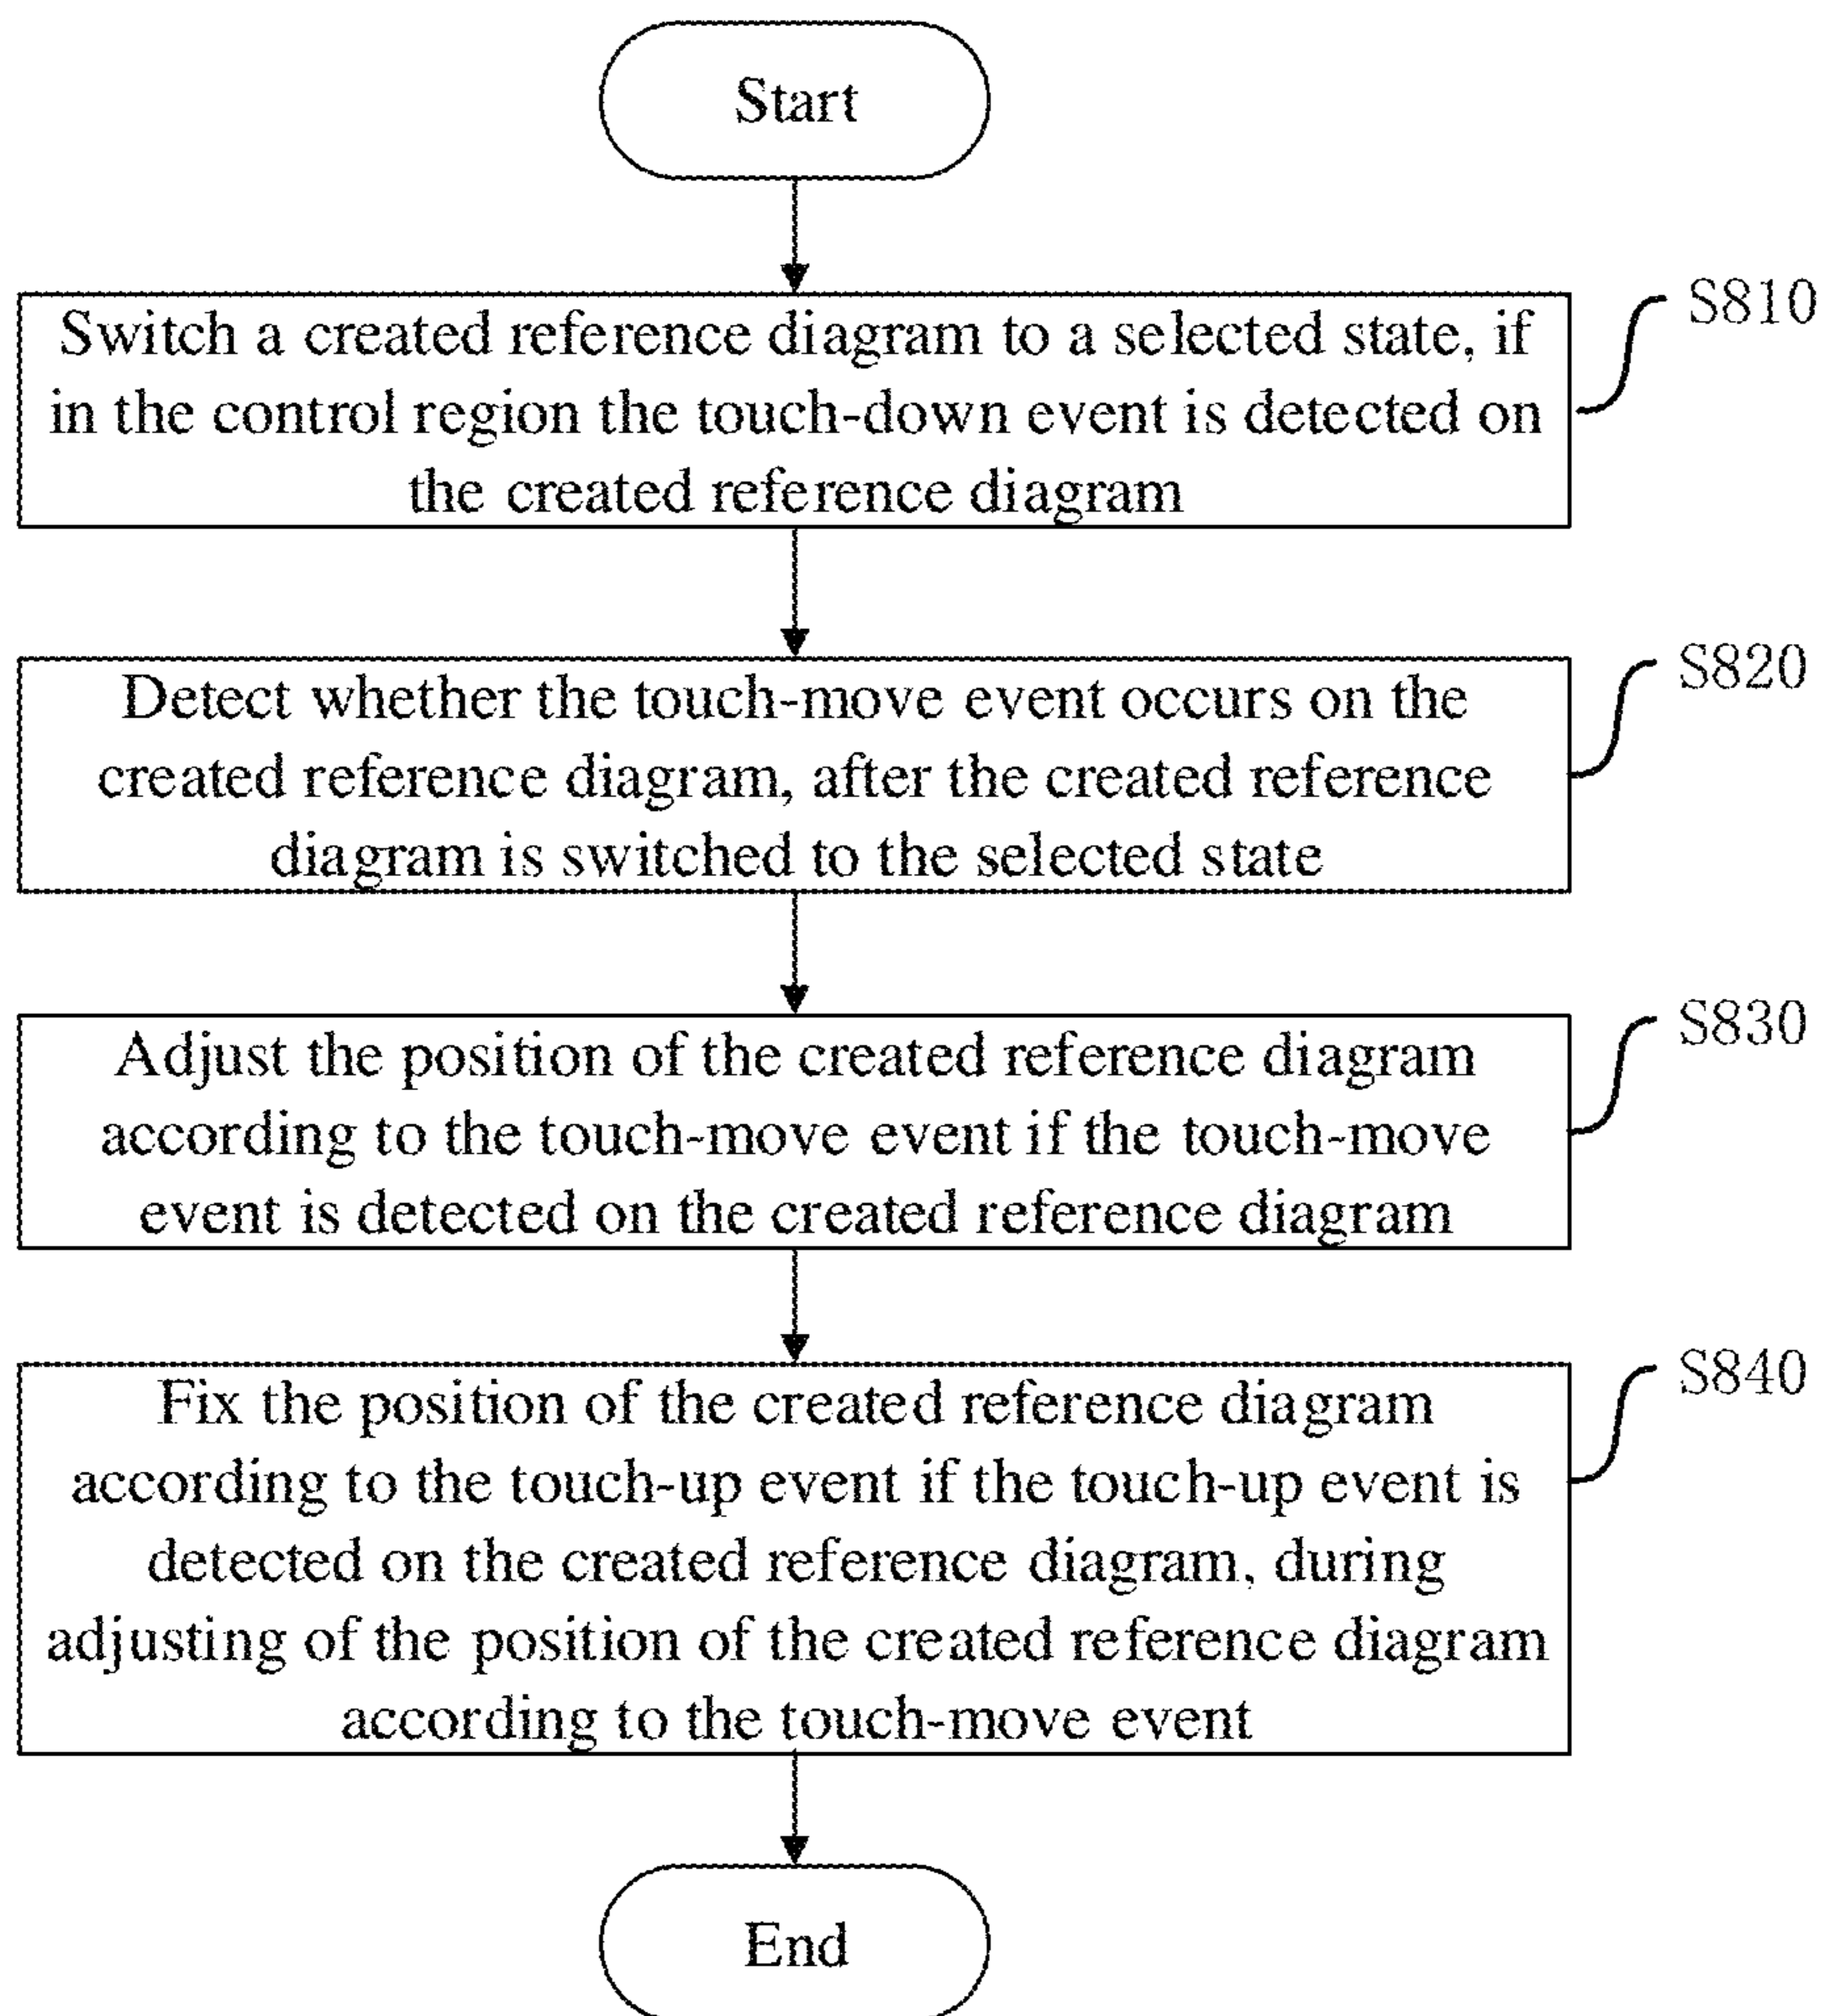 Start
Switch a created reference diagram to a selected state, if
in the control region the touch-down event is detected on
the created reference diagram
S810
Detect whether the touch-move event occurs on the
created reference diagram, after the created reference
diagram is switched to the selected state
S820
Adjust the position of the created reference diagram
according to the touch-move event if the touch-move
event is detected on the created reference diagram
S830
Fix the position of the created reference diagram
according to the touch-up event if the touch-up event is
detected on the created reference diagram, during
adjusting of the position of the created reference diagram
according to the touch-move event
S840
End